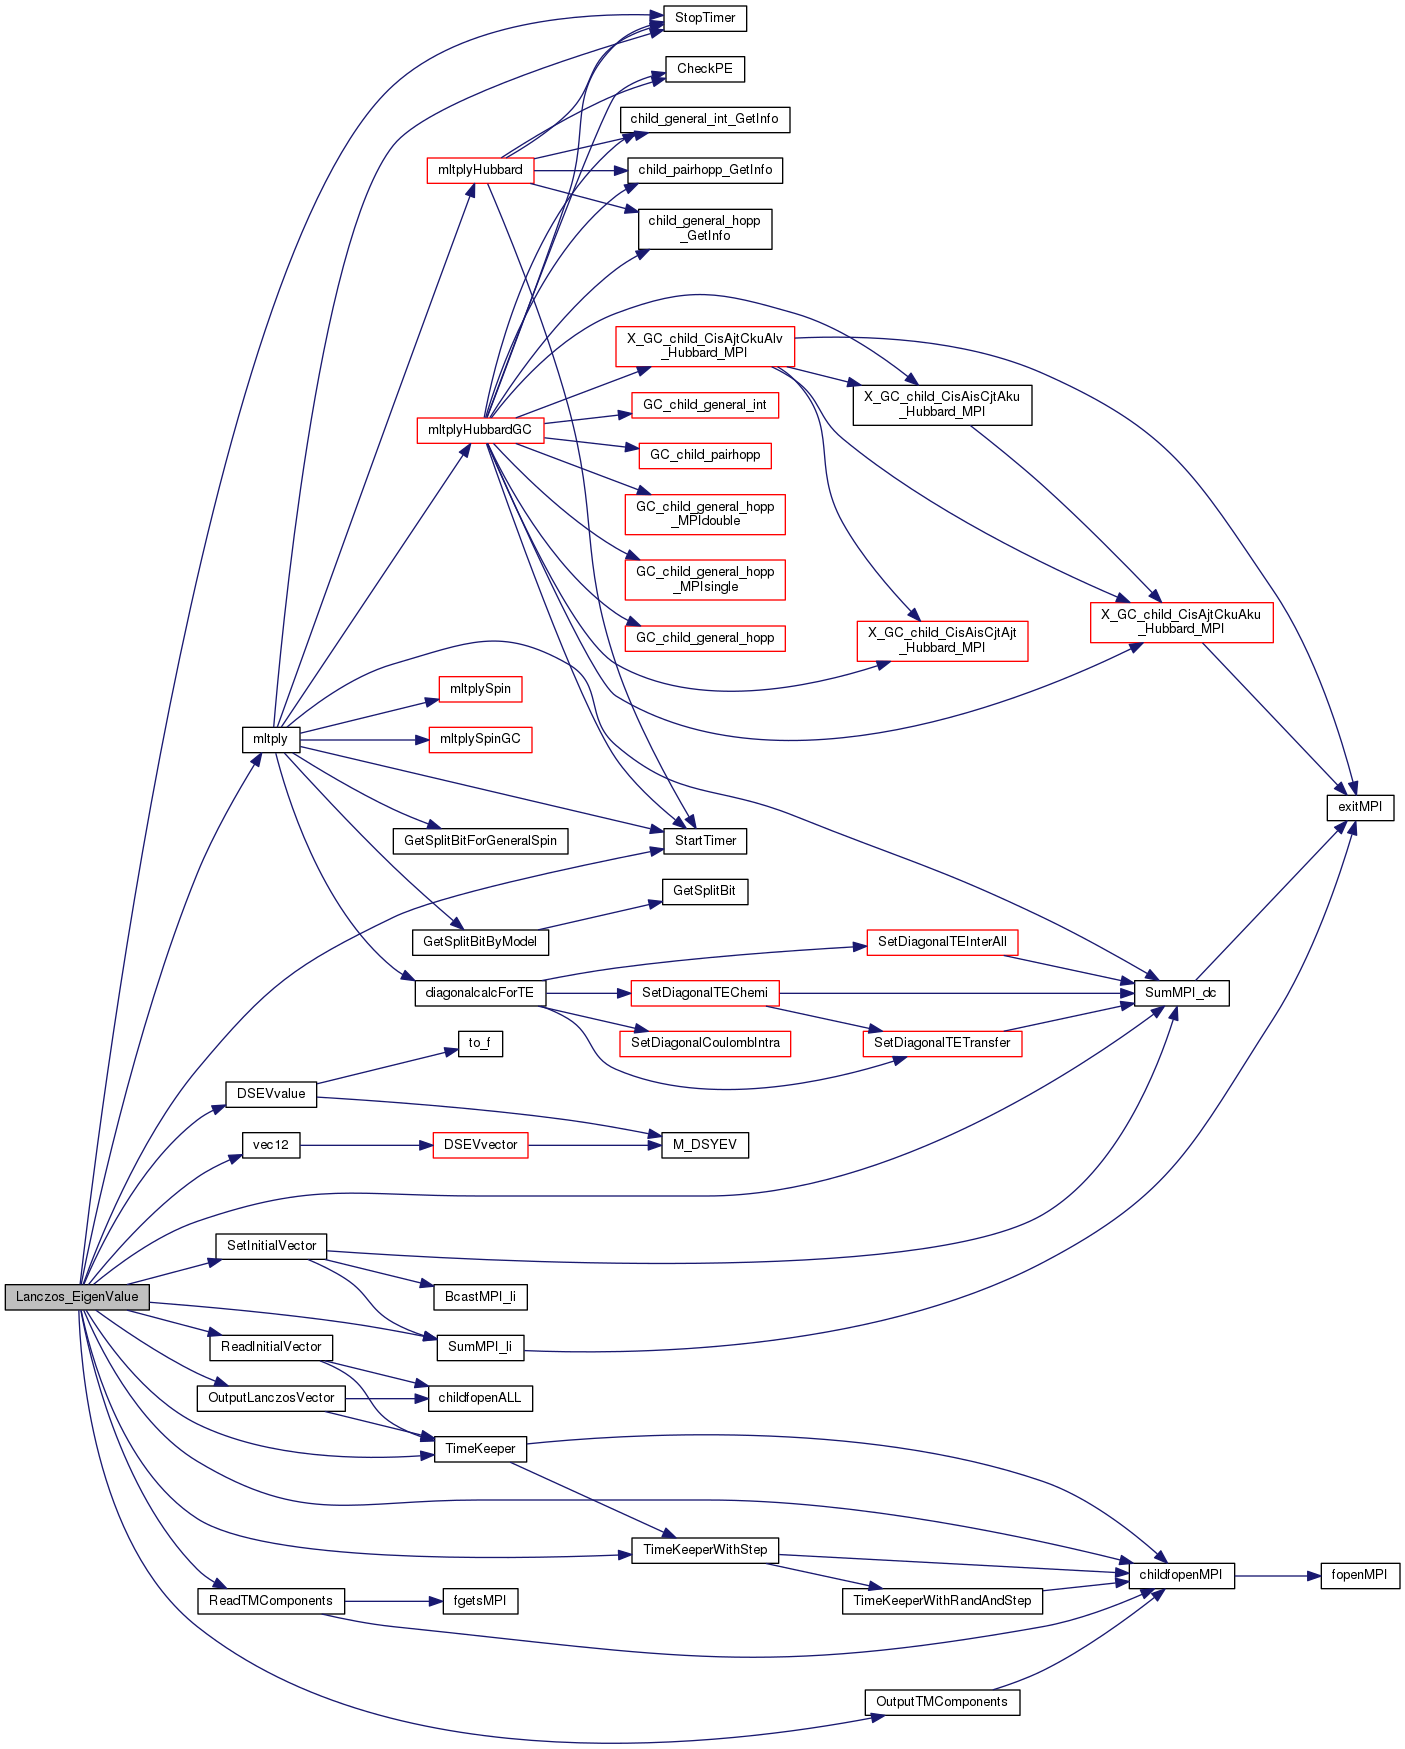 StopTimer
CheckPE
child_general_int_GetInfo
mltplyHubbard
child_pairhopp_GetInfo
child_general_hopp
_GetInfo
X_GC_child_CisAjtCkuAlv
_Hubbard_MPI
X_GC_child_CisAisCjtAku
_Hubbard_MPI
GC_child_general_int
mltplyHubbardGC
GC_child_pairhopp
GC_child_general_hopp
_MPIdouble
GC_child_general_hopp
_MPIsingle
X_GC_child_CisAjtCkuAku
_Hubbard_MPI
GC_child_general_hopp
X_GC_child_CisAisCjtAjt
_Hubbard_MPI
mltplySpin
mltply
mltplySpinGC
exitMPI
GetSplitBitForGeneralSpin
StartTimer
GetSplitBit
GetSplitBitByModel
SetDiagonalTEInterAll
diagonalcalcForTE
SetDiagonalTEChemi
SumMPI_dc
to_f
SetDiagonalCoulombIntra
SetDiagonalTETransfer
DSEVvalue
vec12
DSEVvector
M_DSYEV
SetInitialVector
Lanczos_EigenValue
BcastMPI_li
ReadInitialVector
SumMPI_li
OutputLanczosVector
childfopenALL
TimeKeeper
TimeKeeperWithStep
childfopenMPI
fopenMPI
ReadTMComponents
fgetsMPI
TimeKeeperWithRandAndStep
OutputTMComponents